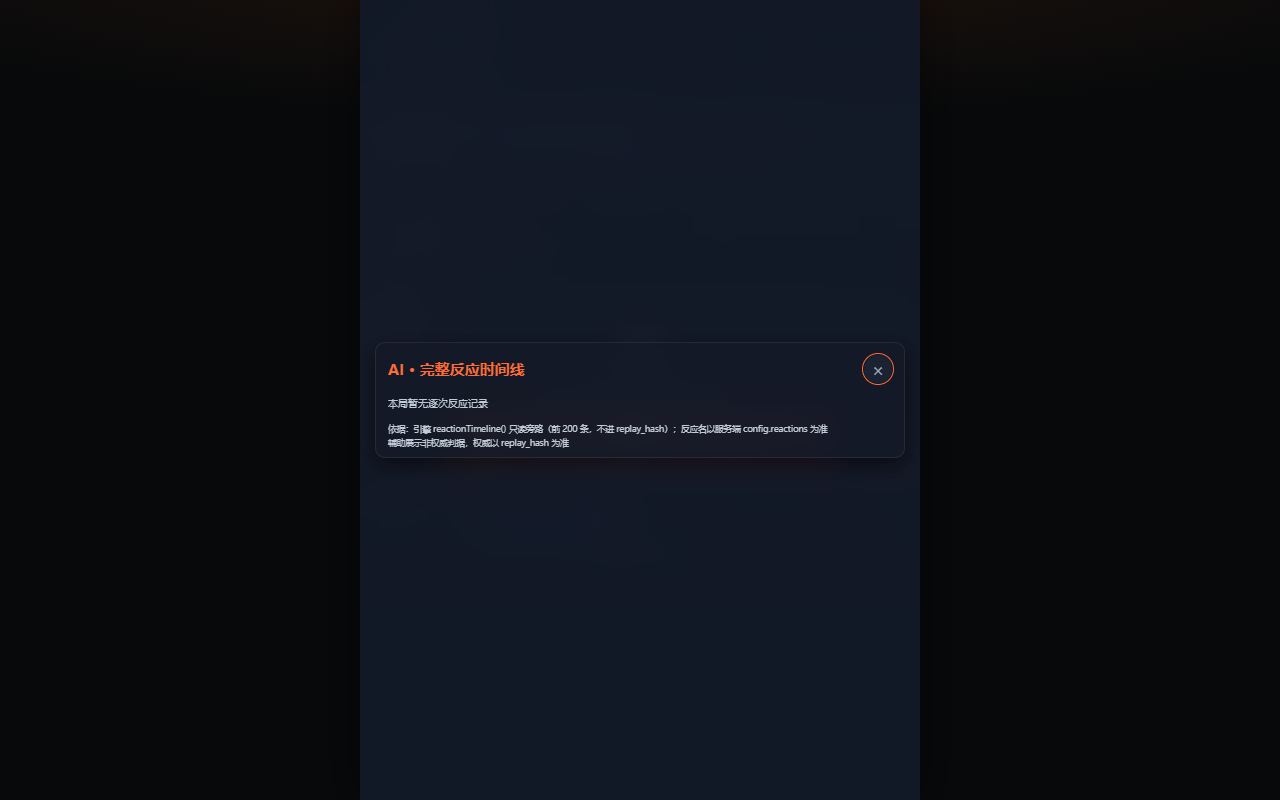 AI · 完整反应时间线
×
本局暂无逐次反应记录
依据：引擎 reactionTimeline() 只读旁路（前 200 条，不进 replay_hash）；反应名以服务端 config.reactions 为准
辅助展示非权威判据，权威以 replay_hash 为准